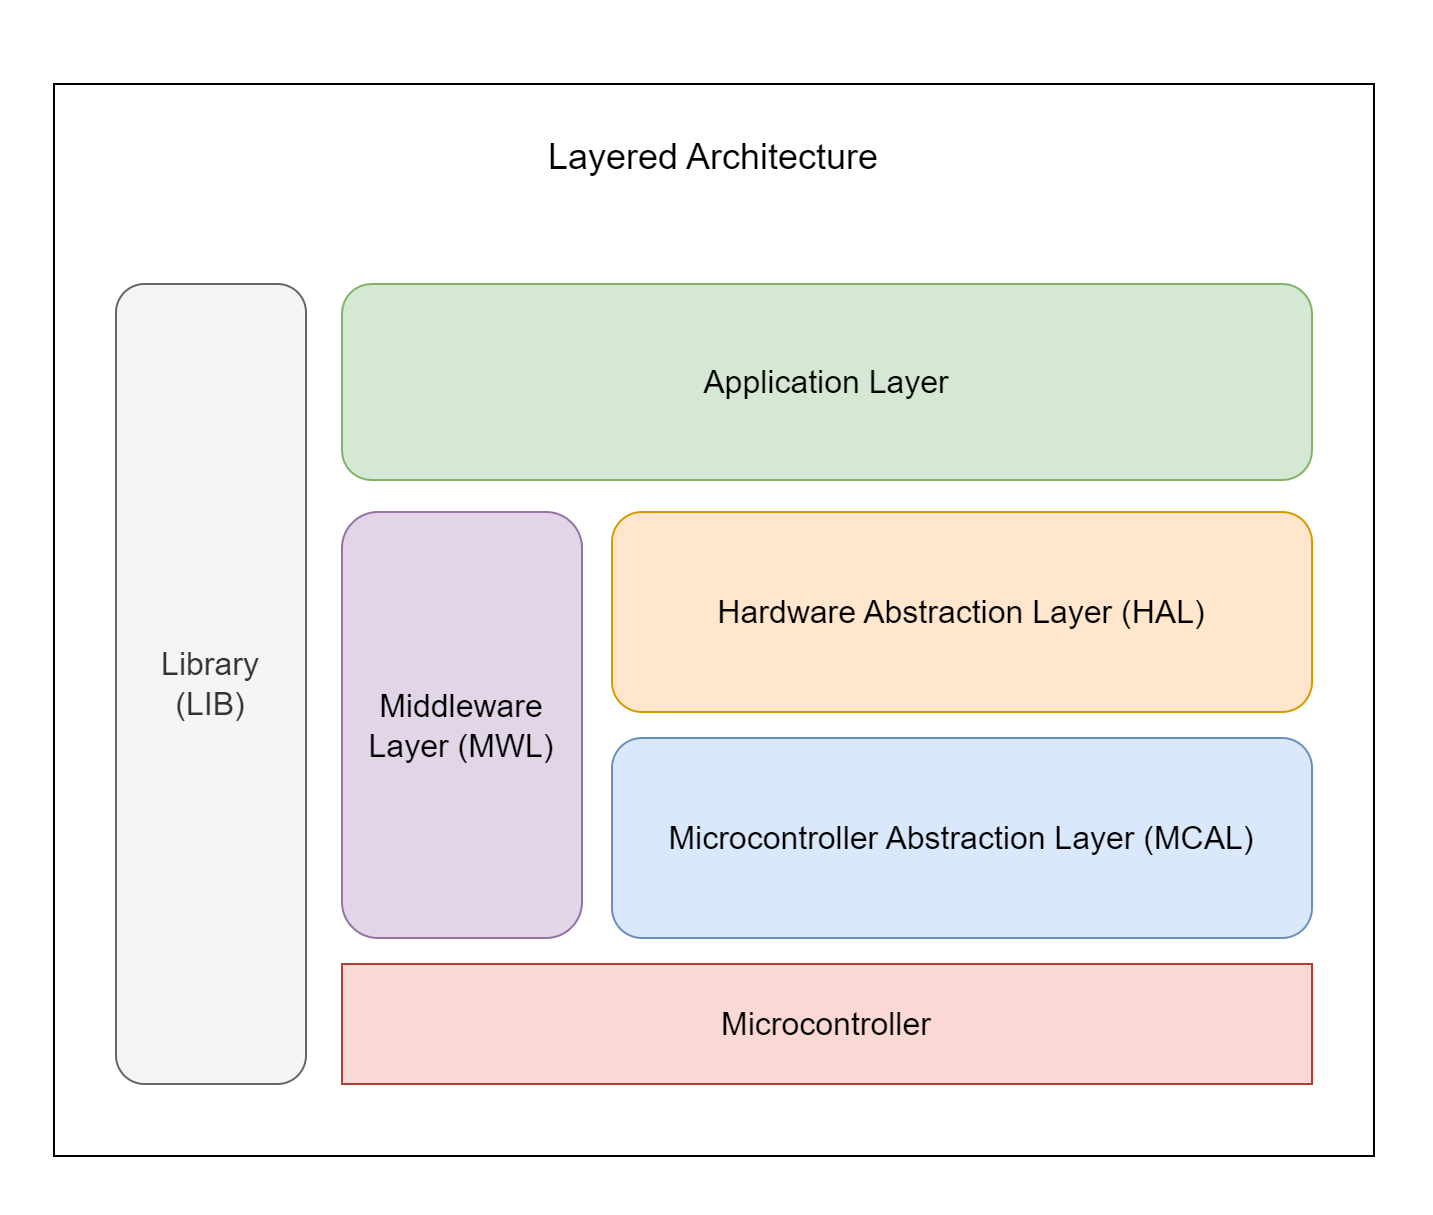 Layered Architecture
Application Layer
Hardware Abstraction Layer (HAL)
Library
(LIB)
Middleware
Layer (MWL)
Microcontroller Abstraction Layer (MCAL)
Microcontroller